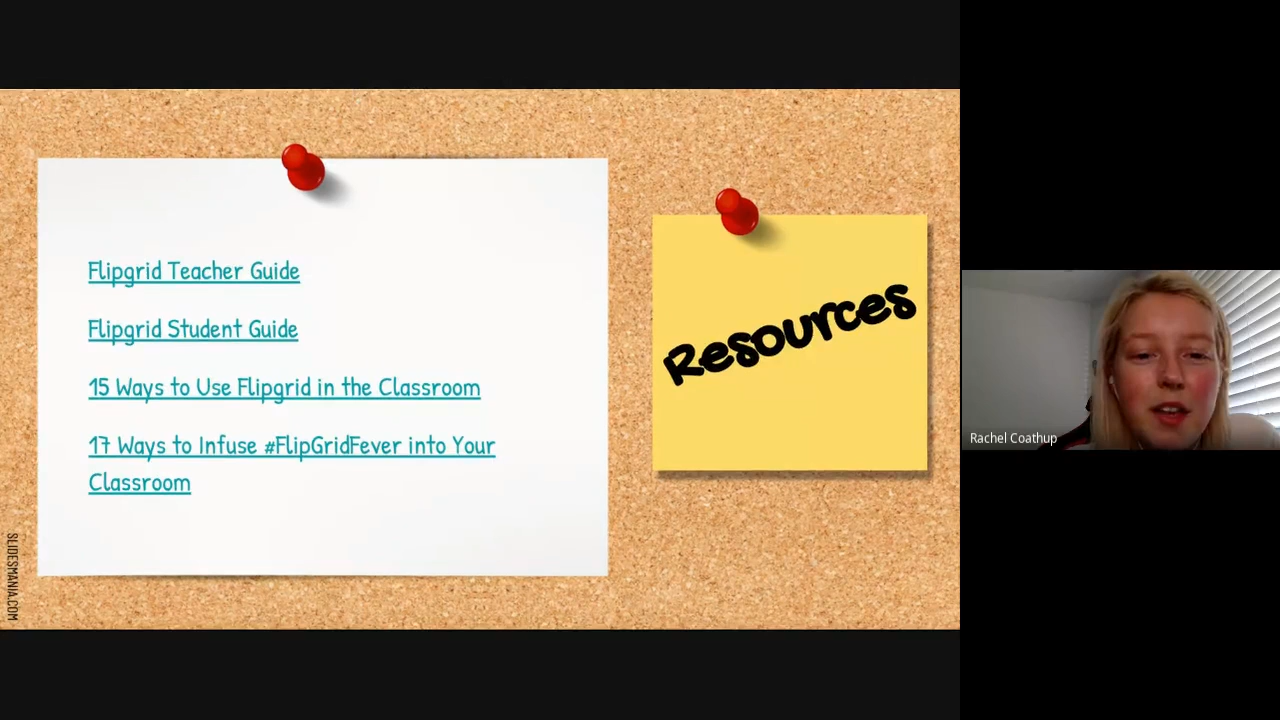 Flipgrid Teacher Guide
Flipgrid Student Guide
15 Ways to Use Flipgrid in the Classroom
17 Ways to Infuse #FlipGridFever into Your
Classroom
Resources
SLIDESMANIA.COM
Rachel Coathup